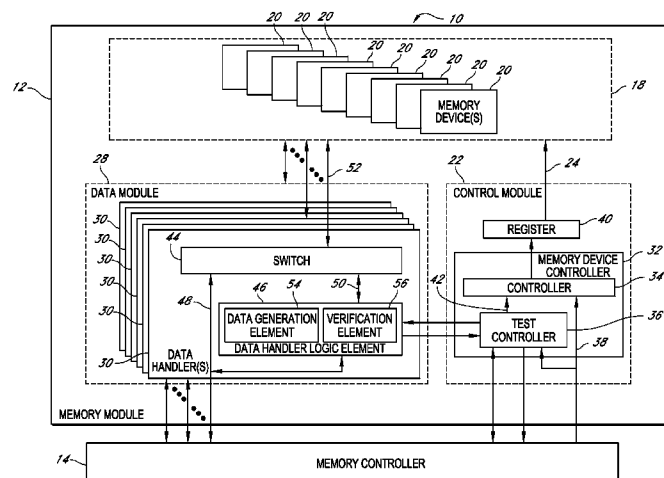 10
20 20 20 20 20 20 20 20 20
12
MEMORY
DEVICE(S)
18
28
DATA MODULE
52
22
24
CONTROL MODULE
30
30
30
30
30
30
44
SWITCH
REGISTER
40
32
MEMORY DEVICE
CONTROLLER
CONTROLLER
34
48
46
54
50
56
42
DATA GENERATION
ELEMENT
VERIFICATION
ELEMENT
DATA HANDLER LOGIC ELEMENT
TEST
CONTROLLER
36
38
DATA
HANDLER(S)
MEMORY MODULE
14
MEMORY CONTROLLER